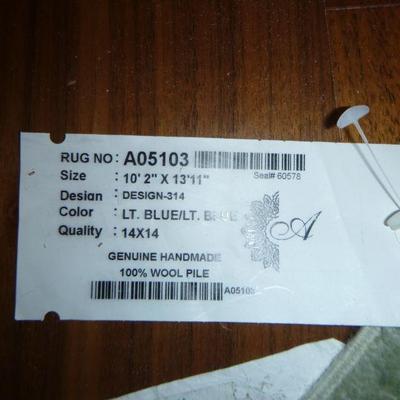 RUG NO : A05103
Seal# 60578
Size : 10' 2" X 13'11"
Design : DESIGN-314
Color : LT. BLUE/LT. BLUE
A
Quality : 14X14
GENUINE HANDMADE
100% WOOL PILE
A05103